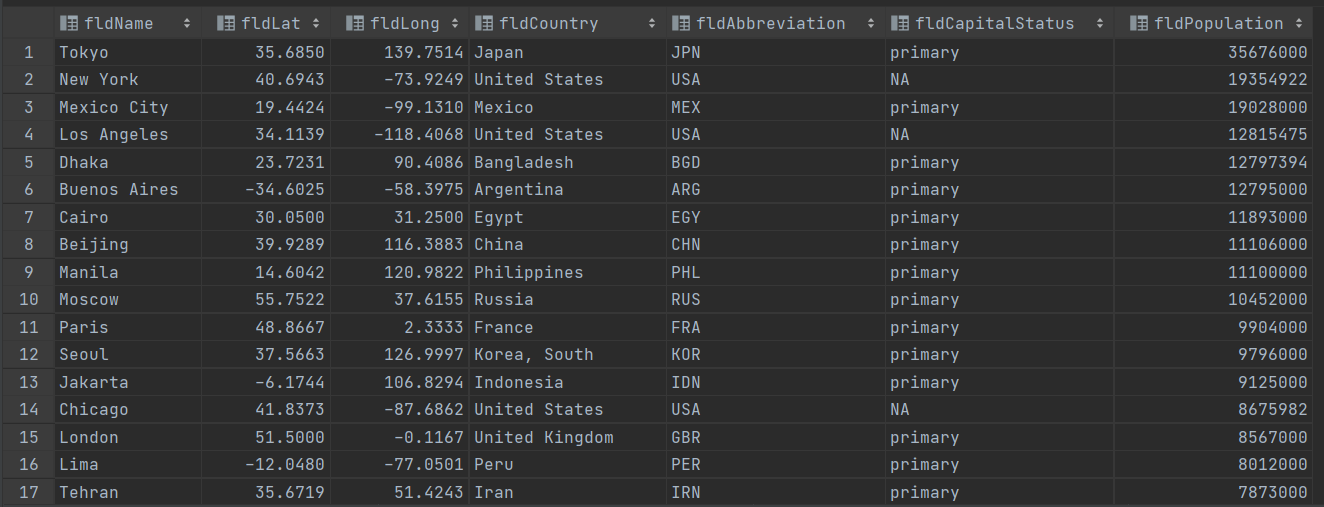 fldName fldLat fldLong fldCountry fldAbbreviation fldCapitalStatus fldPopulation
1 Tokyo 35.6850 139.7514 Japan JPN primary 35676000
2 New York 40.6943 -73.9249 United States USA NA 19354922
3 Mexico City 19.4424 -99.1310 Mexico MEX primary 19028000
4 Los Angeles 34.1139 -118.4068 United States USA NA 12815475
5 Dhaka 23.7231 90.4086 Bangladesh BGD primary 12797394
6 Buenos Aires -34.6025 -58.3975 Argentina ARG primary 12795000
7 Cairo 30.0500 31.2500 Egypt EGY primary 11893000
8 Beijing 39.9289 116.3883 China CHN primary 11106000
9 Manila 14.6042 120.9822 Philippines PHL primary 11100000
10 Moscow 55.7522 37.6155 Russia RUS primary 10452000
11 Paris 48.8667 2.3333 France FRA primary 9904000
12 Seoul 37.5663 126.9997 Korea, South KOR primary 9796000
13 Jakarta -6.1744 106.8294 Indonesia IDN primary 9125000
14 Chicago 41.8373 -87.6862 United States USA NA 8675982
15 London 51.5000 -0.1167 United Kingdom GBR primary 8567000
16 Lima -12.0480 -77.0501 Peru PER primary 8012000
17 Tehran 35.6719 51.4243 Iran IRN primary 7873000